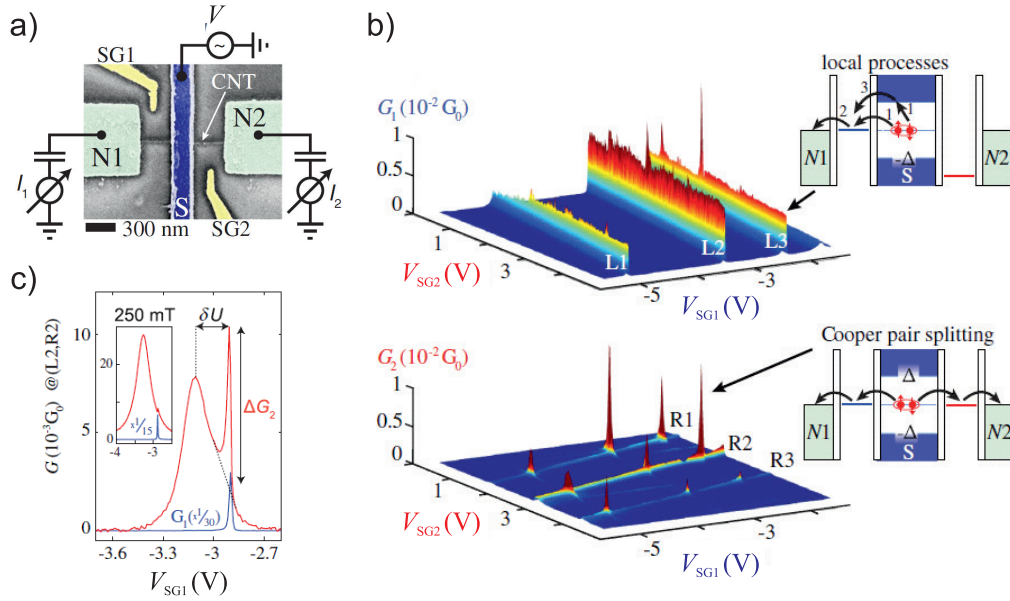 a)
V
~
SG1
CNT
N1
N2
I1
I2
S
SG2
300 nm
b)
G1 (10-2 G0)
1
0.5
0
1
3
VSG2 (V)
L1
L2
L3
-5
-3
VSG1 (V)
local processes
3
2
1
1
N1
-Δ
S
N2
G2 (10-2 G0)
1
0.5
0
1
3
VSG2 (V)
R1
R2
R3
-5
-3
VSG1 (V)
Cooper pair splitting
Δ
N1
-Δ
S
N2
c)
G (10-3G0) @ (L2,R2)
10
5
0
250 mT
20
0
x1/15
-4
-3
δU
ΔG2
G1(x1/30)
-3.6
-3.3
-3
-2.7
VSG1 (V)